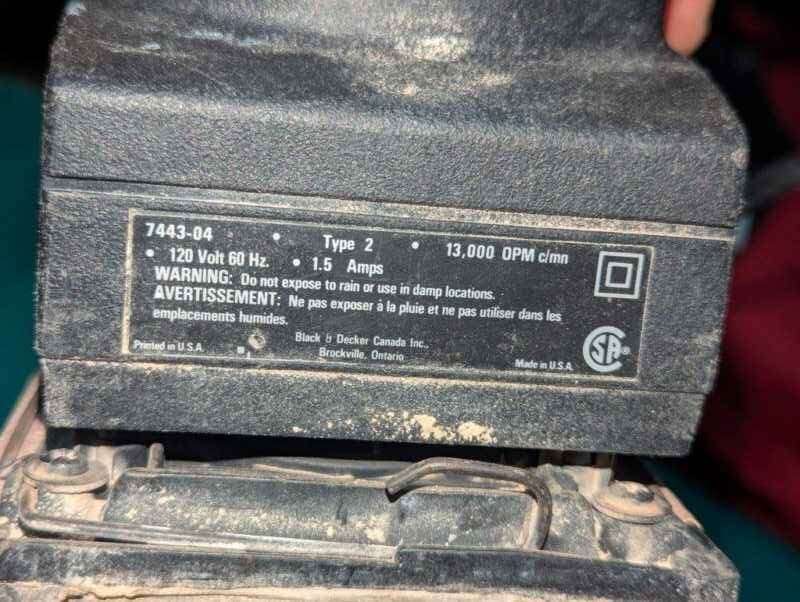 7443-04 • Type 2 • 13,000 OPM c/mn
• 120 Volt 60 Hz. • 1.5 Amps
WARNING: Do not expose to rain or use in damp locations.
AVERTISSEMENT: Ne pas exposer à la pluie et ne pas utiliser dans les
emplacements humides.
Black & Decker Canada Inc.,
Brockville, Ontario
Printed in U.S.A.
Made in U.S.A.
SA®